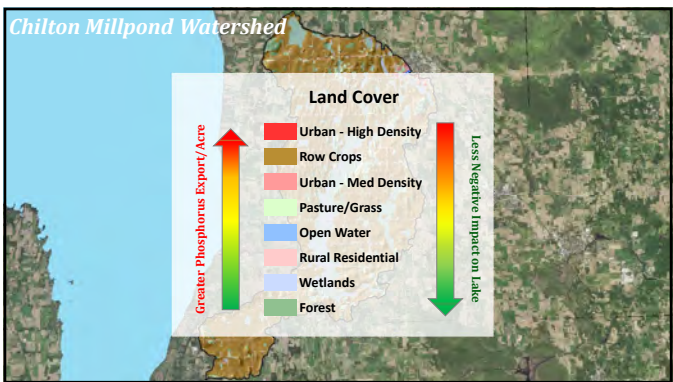 Chilton Millpond Watershed
Land Cover
Greater Phosphorus Export/Acre
Urban - High Density
Row Crops
Urban - Med Density
Pasture/Grass
Open Water
Rural Residential
Wetlands
Forest
Less Negative Impact on Lake